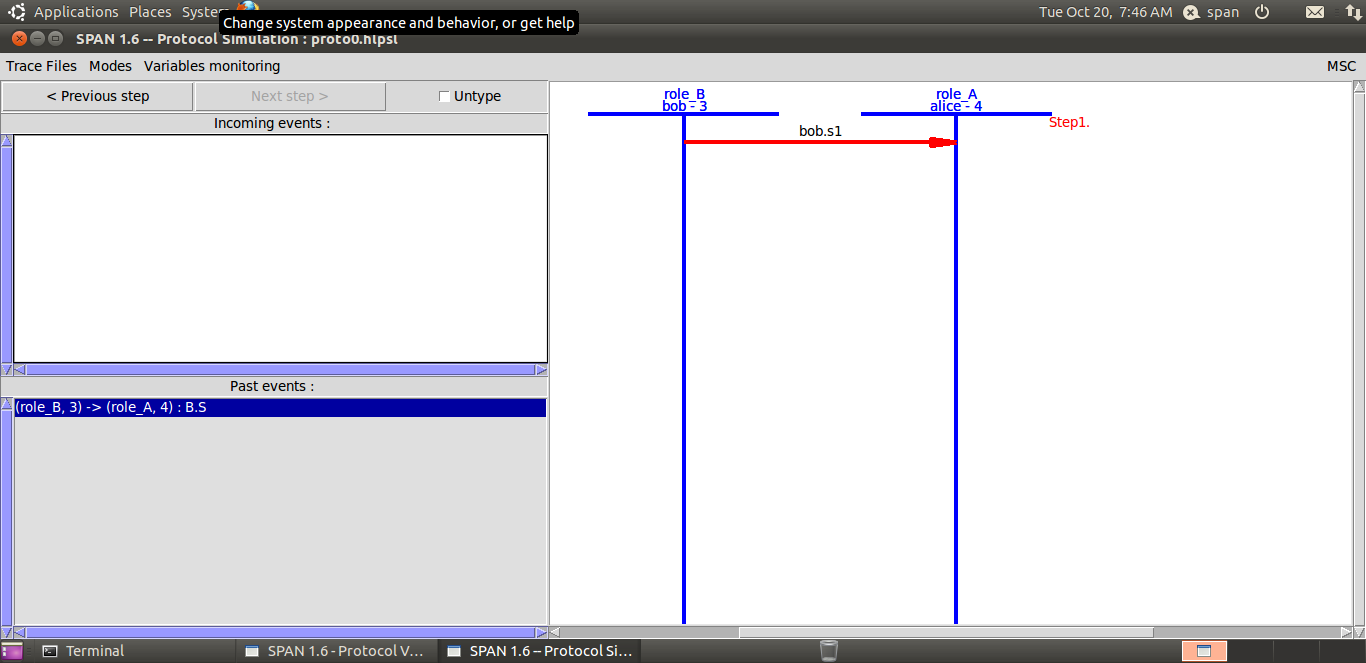 Applications Places System
Tue Oct 20, 7:46 AM span
Change system appearance and behavior, or get help
SPAN 1.6 -- Protocol Simulation : proto0.hlpsl
Trace Files Modes Variables monitoring
MSC
< Previous step
Next step >
Untype
Incoming events :
Past events :
(role_B, 3) -> (role_A, 4) : B.S
role_B
bob - 3
role_A
alice - 4
Step1.
bob.s1
Terminal
SPAN 1.6 - Protocol V...
SPAN 1.6 -- Protocol Si...